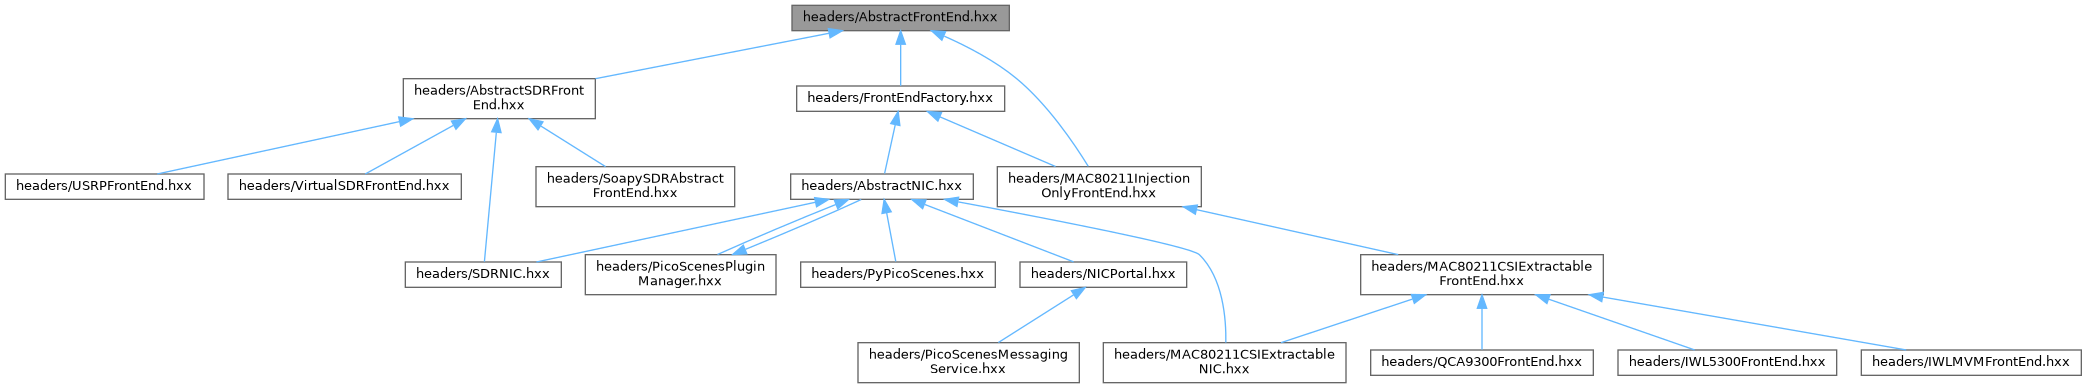 headers/AbstractFrontEnd.hxx
headers/AbstractSDRFront
End.hxx
headers/FrontEndFactory.hxx
headers/USRPFrontEnd.hxx
headers/VirtualSDRFrontEnd.hxx
headers/SoapySDRAbstract
FrontEnd.hxx
headers/AbstractNIC.hxx
headers/MAC80211Injection
OnlyFrontEnd.hxx
headers/SDRNIC.hxx
headers/PicoScenesPlugin
Manager.hxx
headers/PyPicoScenes.hxx
headers/NICPortal.hxx
headers/MAC80211CSIExtractable
FrontEnd.hxx
headers/PicoScenesMessaging
Service.hxx
headers/MAC80211CSIExtractable
NIC.hxx
headers/QCA9300FrontEnd.hxx
headers/IWL5300FrontEnd.hxx
headers/IWLMVMFrontEnd.hxx